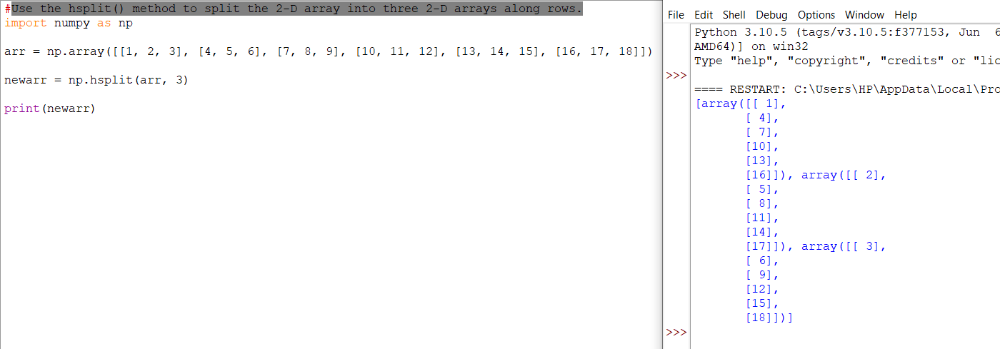 #Use the hsplit() method to split the 2-D array into three 2-D arrays along rows.
import numpy as np
arr = np.array([[1, 2, 3], [4, 5, 6], [7, 8, 9], [10, 11, 12], [13, 14, 15], [16, 17, 18]])
newarr = np.hsplit(arr, 3)
print(newarr)
File Edit Shell Debug Options Window Help
Python 3.10.5 (tags/v3.10.5:f377153, Jun 6
AMD64)] on win32
Type "help", "copyright", "credits" or "lic
>>>
==== RESTART: C:\Users\HP\AppData\Local\Pro
[array([[ 1],
[ 4],
[ 7],
[10],
[13],
[16]]), array([[ 2],
[ 5],
[ 8],
[11],
[14],
[17]]), array([[ 3],
[ 6],
[ 9],
[12],
[15],
[18]])]
>>>